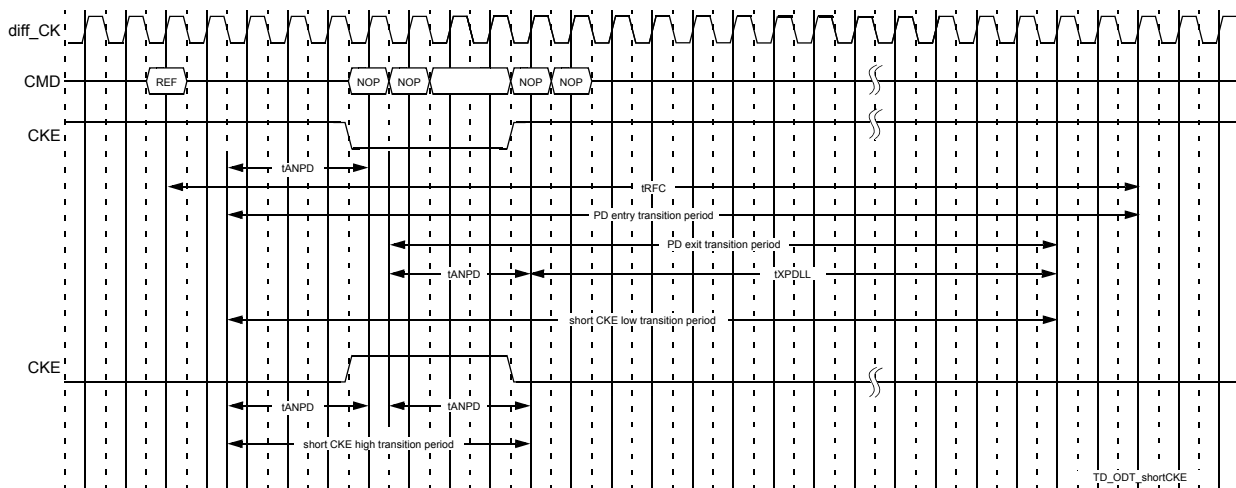 diff_CK
CMD
REF
NOP
NOP
NOP
NOP
CKE
tANPD
tRFC
PD entry transition period
PD exit transition period
tANPD
tXPDLL
short CKE low transition period
CKE
tANPD
tANPD
short CKE high transition period
TD_ODT_shortCKE